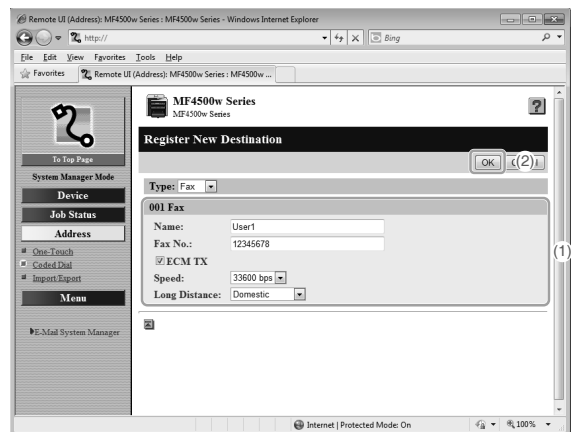 Remote UI (Address): MF4500w Series : MF4500w Series - Windows Internet Explorer
http://
Bing
File Edit View Favorites Tools Help
Favorites Remote UI (Address): MF4500w Series : MF4500w ...
MF4500w Series
MF4500w Series
Register New Destination
OK (2)
To Top Page
System Manager Mode
Device
Job Status
Address
One-Touch
Coded Dial
Import/Export
Menu
E-Mail System Manager
Type: Fax
001 Fax
Name: User1
Fax No.: 12345678
ECM TX
Speed: 33600 bps
Long Distance: Domestic
(1)
Internet | Protected Mode: On
100%